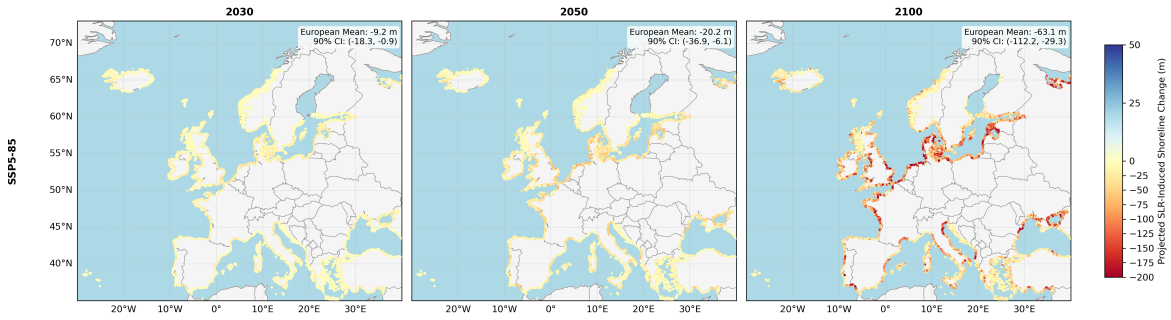 2030
2050
2100
European Mean: -9.2 m
90% CI: (-18.3, -0.9)
European Mean: -20.2 m
90% CI: (-36.9, -6.1)
European Mean: -63.1 m
90% CI: (-112.2, -29.3)
SSP5-85
70°N
65°N
60°N
55°N
50°N
45°N
40°N
20°W
10°W
0°
10°E
20°E
30°E
20°W
10°W
0°
10°E
20°E
30°E
20°W
10°W
0°
10°E
20°E
30°E
50
25
0
−25
−50
−75
−100
−125
−150
−175
−200
Projected SLR-Induced Shoreline Change (m)